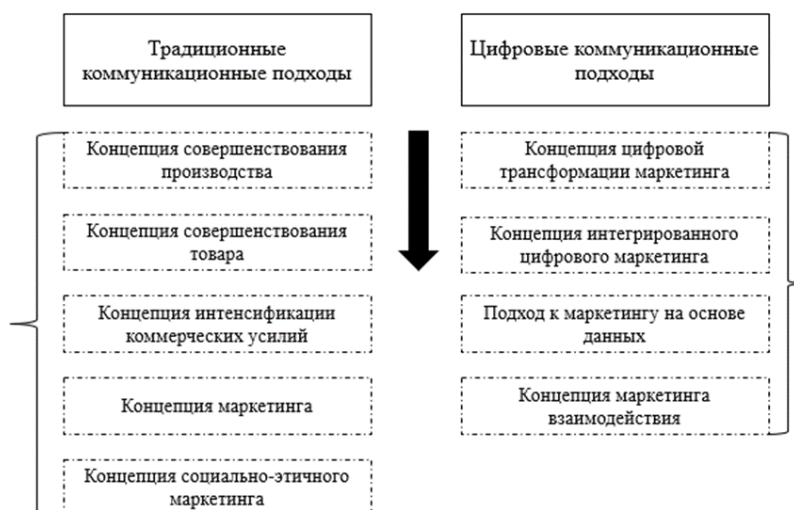 Традиционные
коммуникационные подходы
Концепция совершенствования
производства
Концепция совершенствования
товара
Концепция интенсификации
коммерческих усилий
Концепция маркетинга
Концепция социально-этичного
маркетинга
Цифровые коммуникационные
подходы
Концепция цифровой
трансформации маркетинга
Концепция интегрированного
цифрового маркетинга
Подход к маркетингу на основе
данных
Концепция маркетинга
взаимодействия